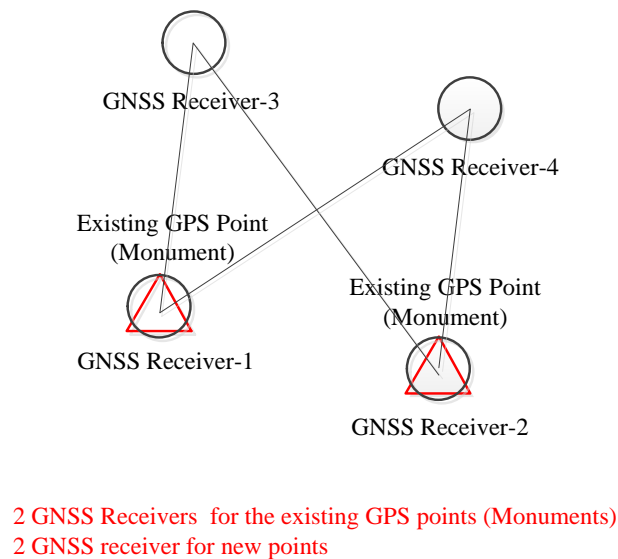 GNSS Receiver-3
GNSS Receiver-4
Existing GPS Point
(Monument)
GNSS Receiver-1
Existing GPS Point
(Monument)
GNSS Receiver-2
2 GNSS Receivers for the existing GPS points (Monuments)
2 GNSS receiver for new points